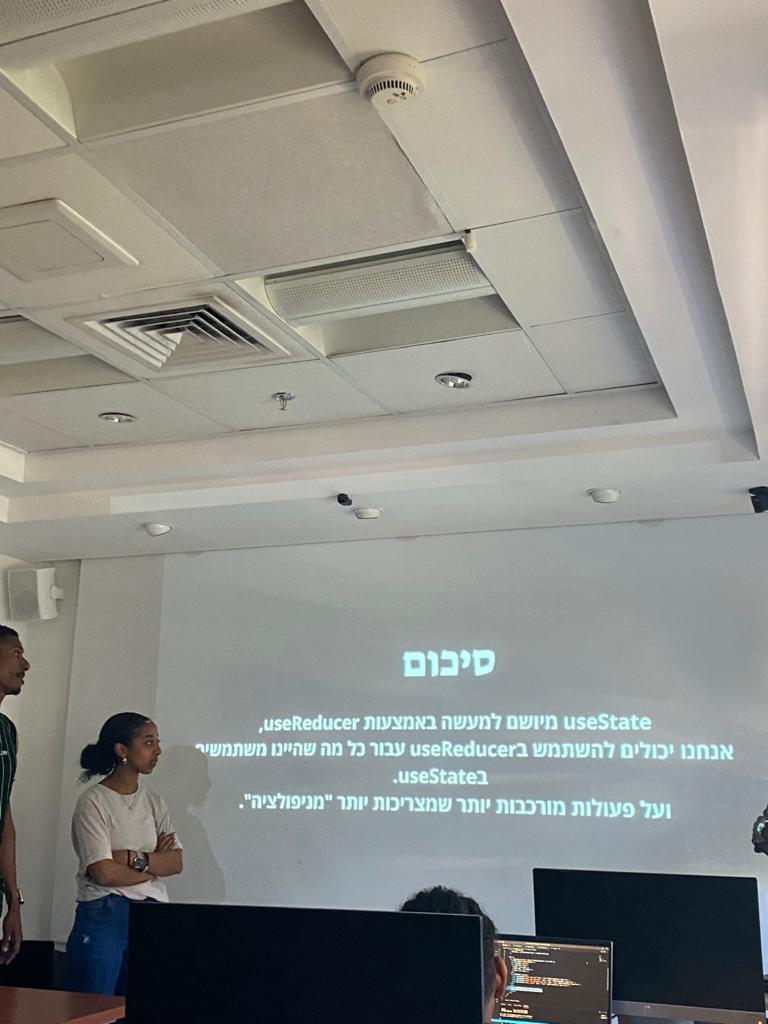 סיכום
useState מיושם למעשה באמצעות useReducer,
אנחנו יכולים להשתמש בuseReducer עבור כל מה שהיינו משתמשים
בuseState.
ועל פעולות מורכבות יותר שמצריכות יותר "מניפולציה".